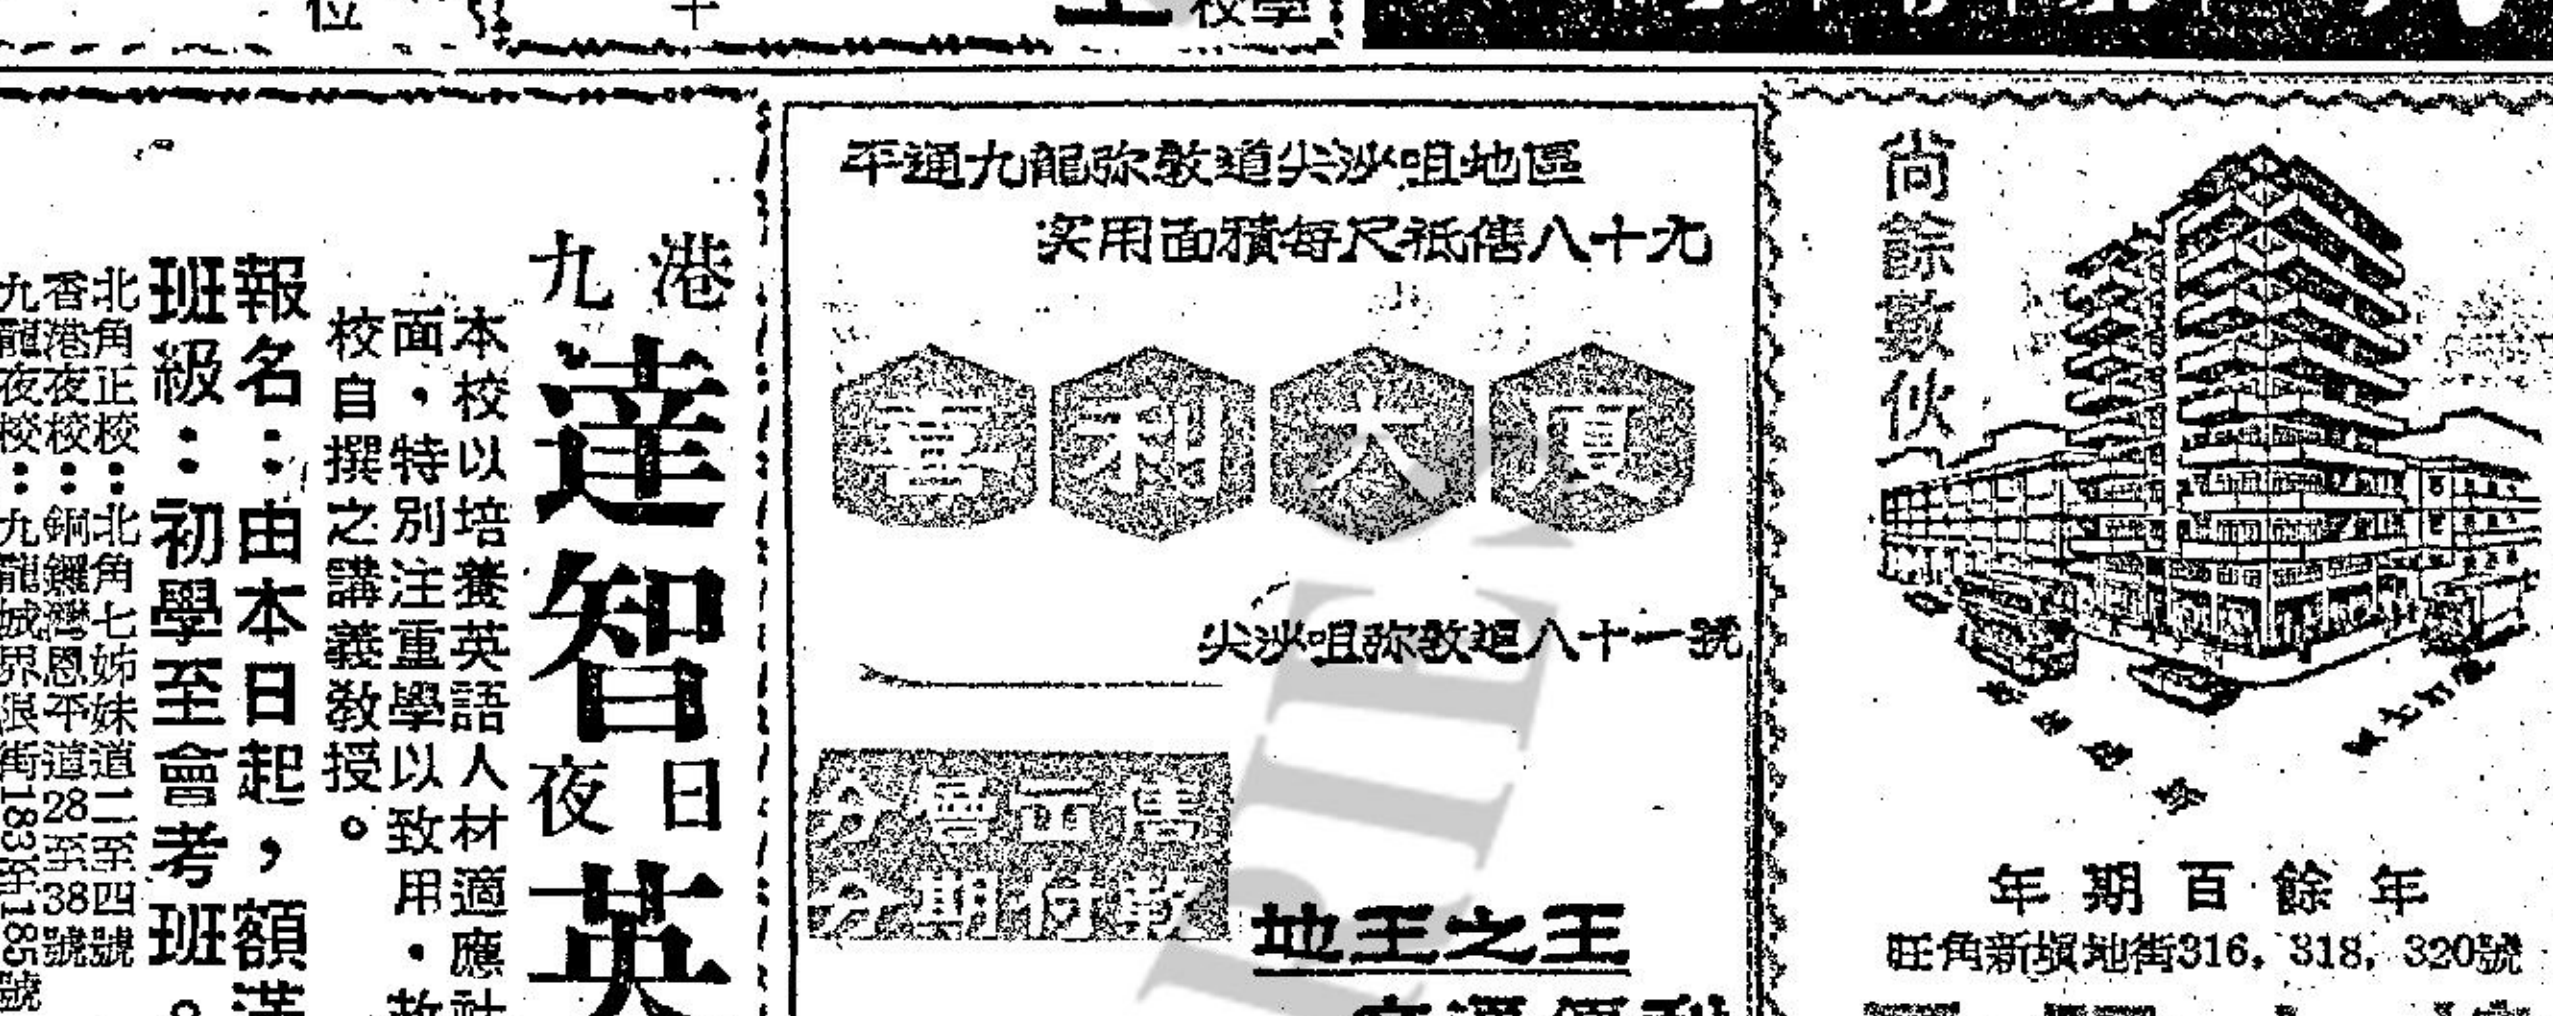 平通九龍弥敦道尖沙咀地區
实用面積每尺祗售八十九
喜利大厦
尖沙咀弥敦道八十一號
分層出售
分期付款
地王之王
尚餘數伙
年期百餘年
旺角新填地街316, 318, 320號
港九
達智
日夜
英
本校以培養英語人材適應社
面・特別注重學以致用・故
校自撰之講義敎授。
報名：由本日起，額滿
班級：初學至會考班。
北角正校：北角七姊妹道二至四號
香港夜校：銅鑼灣恩平道28至38號
九龍夜校：九龍城界限街183至185號